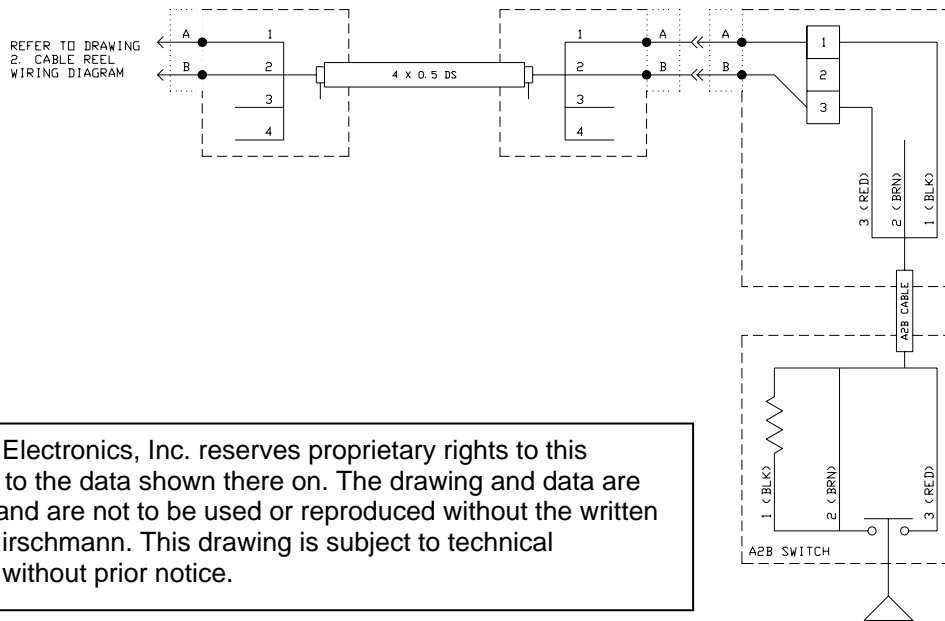 REFER TO DRAWING
2. CABLE REEL
WIRING DIAGRAM
A
B
1
2
3
4
4 X 0.5 DS
1
2
3
4
A
B
A
B
1
2
3
3 (RED)
2 (BRN)
1 (BLK)
A2B CABLE
1 (BLK)
2 (BRN)
3 (RED)
A2B SWITCH
Electronics, Inc. reserves proprietary rights to this
to the data shown there on. The drawing and data are
and are not to be used or reproduced without the written
irschmann. This drawing is subject to technical
without prior notice.